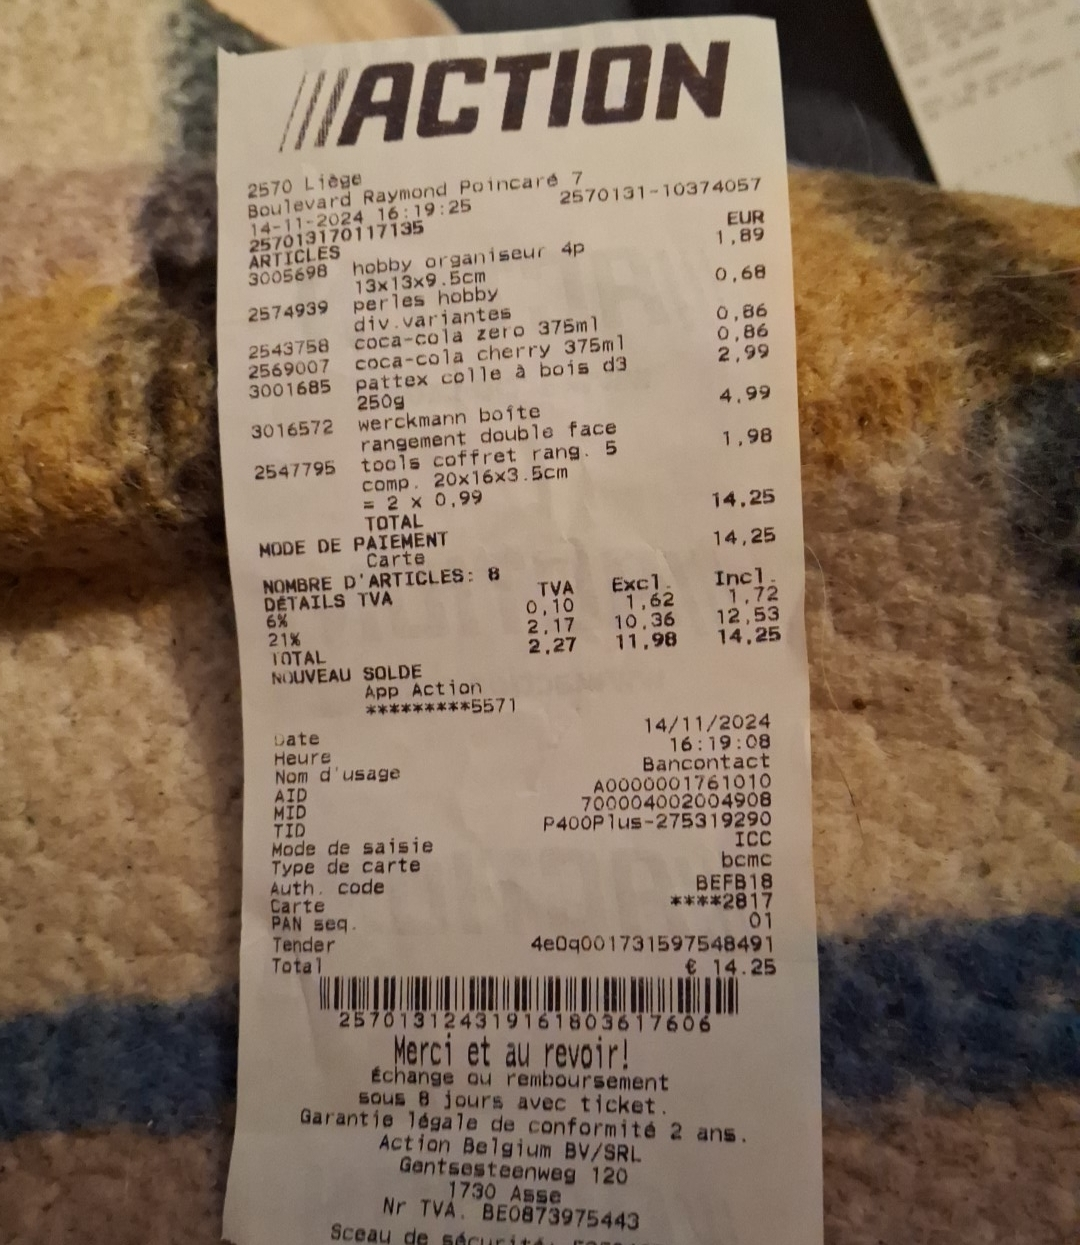 ACTION
2570 Liège
Boulevard Raymond Poincaré 7
14-11-2024 16:19:25 2570131-10374057
257013170117135
ARTICLES EUR
3005698 hobby organiseur 4p 1,89
13x13x9.5cm
2574939 perles hobby 0,68
div.variantes
2543758 coca-cola zero 375ml 0,86
2569007 coca-cola cherry 375ml 0,86
3001685 pattex colle à bois d3 2,99
250g
3016572 werckmann boîte 4,99
rangement double face
2547795 tools coffret rang. 5 1,98
comp. 20x16x3.5cm
= 2 x 0,99
TOTAL 14,25
MODE DE PAIEMENT
Carte 14,25
NOMBRE D'ARTICLES: 8
DÉTAILS TVA TVA Excl. Incl.
6% 0,10 1,62 1,72
21% 2,17 10,36 12,53
TOTAL 2,27 11,98 14,25
NOUVEAU SOLDE
App Action
*********5571
Date 14/11/2024
Heure 16:19:08
Nom d'usage Bancontact
AID A0000001761010
MID 700004002004908
TID P400Plus-275319290
Mode de saisie ICC
Type de carte bcmc
Auth. code BEFB18
Carte ****2817
PAN seq. 01
Tender 4e0q001731597548491
Total € 14.25
2570131243191618036​17606
Merci et au revoir!
Échange ou remboursement
sous 8 jours avec ticket.
Garantie légale de conformité 2 ans.
Action Belgium BV/SRL
Gentsesteenweg 120
1730 Asse
Nr TVA. BE0873975443
Sceau de sécurité: